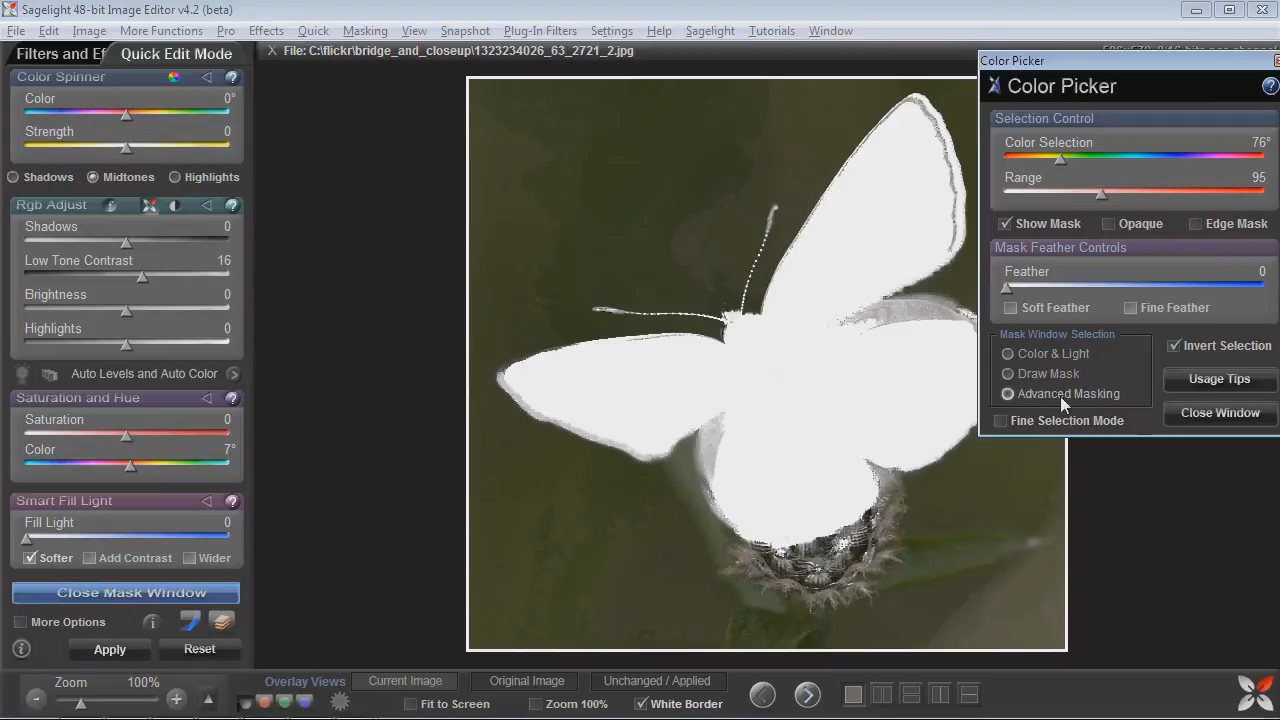 Sagelight 48-bit Image Editor v4.2 (beta)
File Edit Image More Functions Pro Effects Quick Masking View Snapshot Plug-In Filters Settings Help Sagelight Tutorials Window
Filters and Ef Quick Edit Mode
X File: C:\flickr\bridge_and_closeup\1323234026_63_2721_2.jpg
Color Spinner
Color 0°
Strength 0
Shadows Midtones Highlights
Rgb Adjust
Shadows 0
Low Tone Contrast 16
Brightness 0
Highlights 0
Auto Levels and Auto Color
Saturation and Hue
Saturation 0
Color 7°
Smart Fill Light
Fill Light 0
Softer Add Contrast Wider
Close Mask Window
More Options
Apply Reset
Color Picker
Color Picker
Selection Control
Color Selection 76°
Range 95
Show Mask Opaque Edge Mask
Mask Feather Controls
Feather 0
Soft Feather Fine Feather
Mask Window Selection
Invert Selection
Color & Light
Draw Mask
Usage Tips
Advanced Masking
Close Window
Fine Selection Mode
Zoom 100% Overlay Views Current Image Original Image Unchanged / Applied
Fit to Screen Zoom 100% White Border